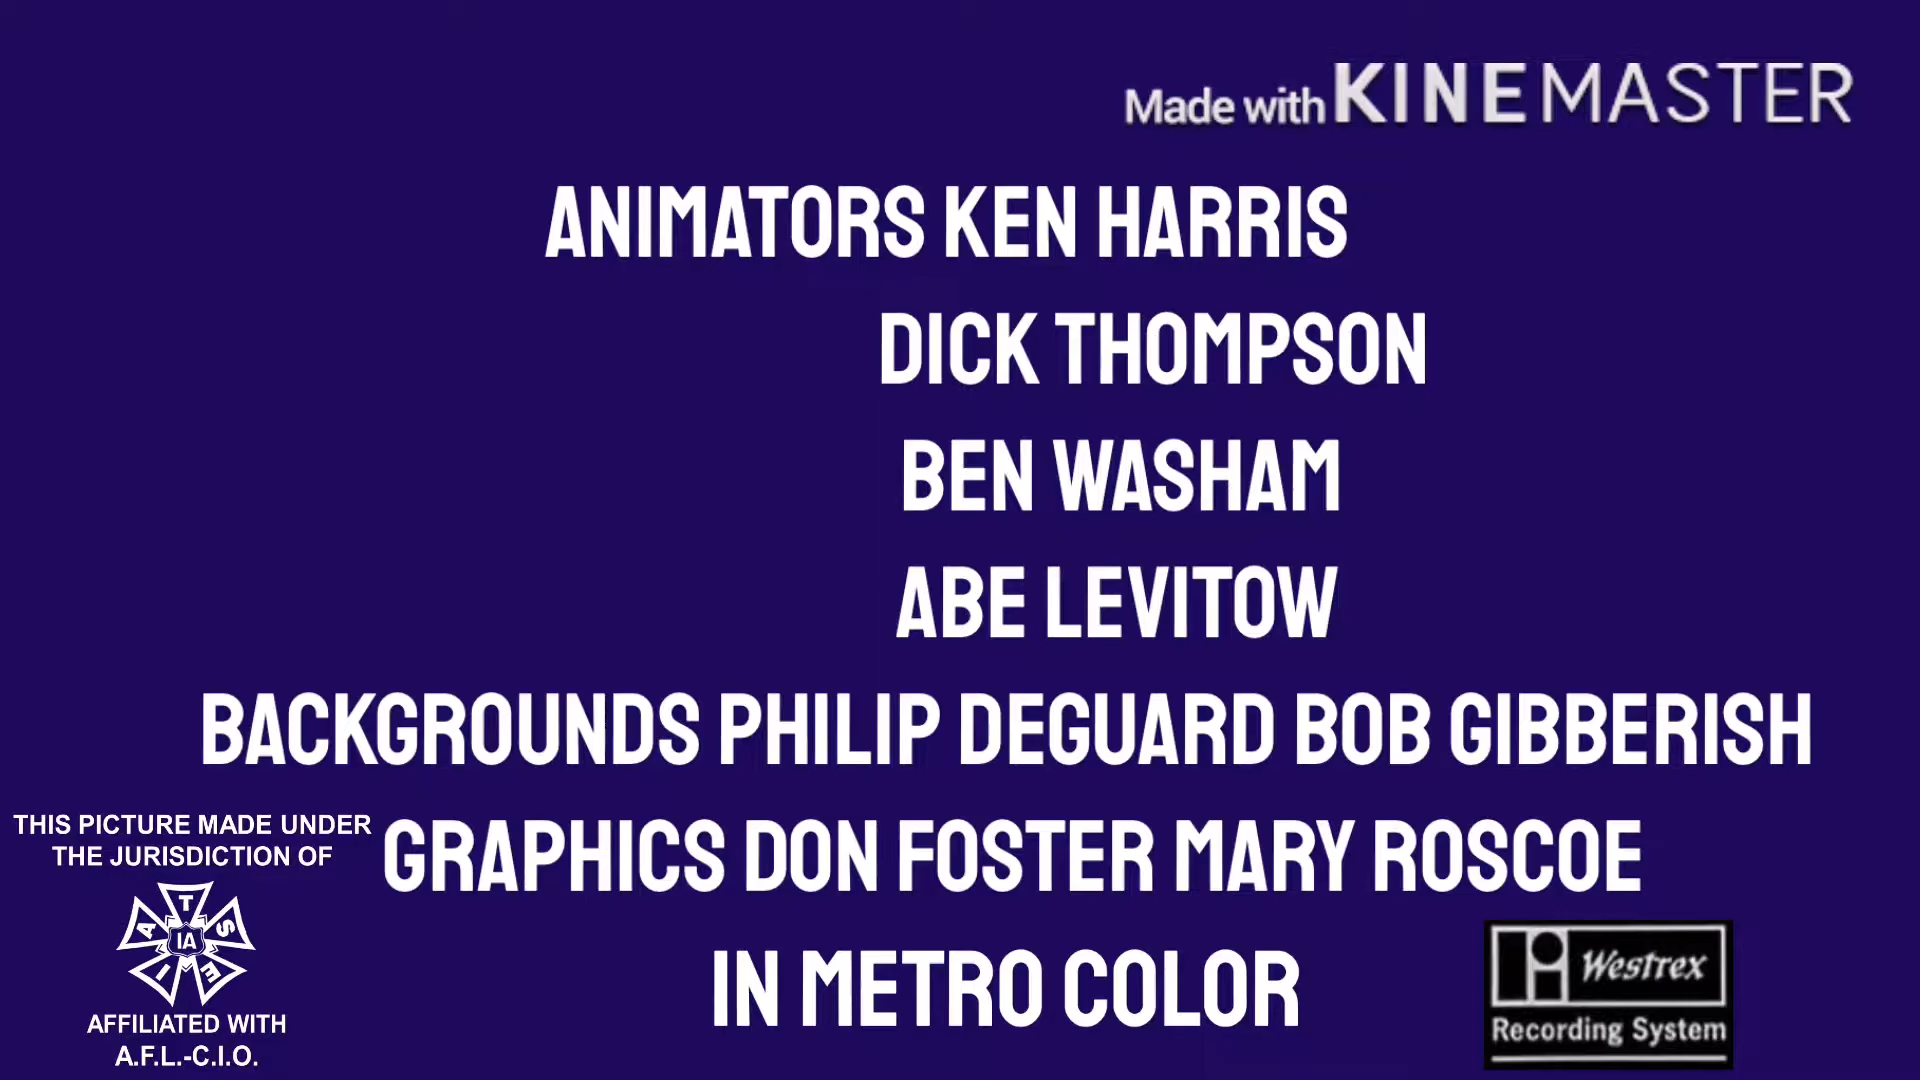 Made with KINEMASTER
ANIMATORS KEN HARRIS
DICK THOMPSON
BEN WASHAM
ABE LEVITOW
BACKGROUNDS PHILIP DEGUARD BOB GIBBERISH
GRAPHICS DON FOSTER MARY ROSCOE
IN METRO COLOR
THIS PICTURE MADE UNDER
THE JURISDICTION OF
I A T S E
IA
M
AFFILIATED WITH
A.F.L.-C.I.O.
Westrex
Recording System